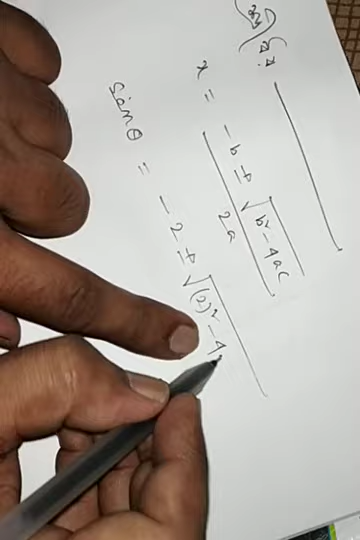 x = -b ± √b² - 4ac
2a
sinθ = -2 ± √(2)² - 4